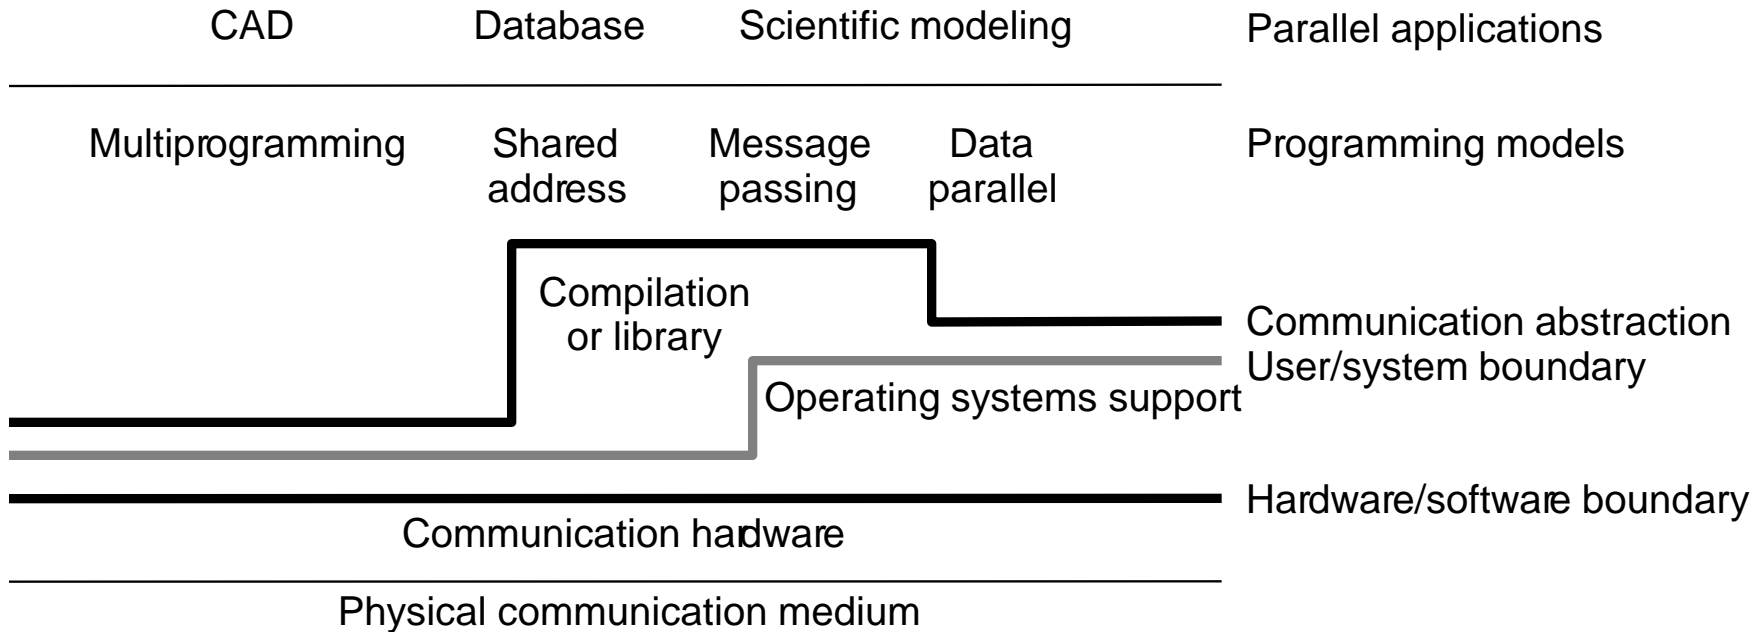 CAD Database Scientific modeling Parallel applications
Multiprogramming Shared Message Data Programming models
address passing parallel
Compilation
or library
Communication abstraction
User/system boundary
Operating systems support
Hardware/software boundary
Communication hardware
Physical communication medium